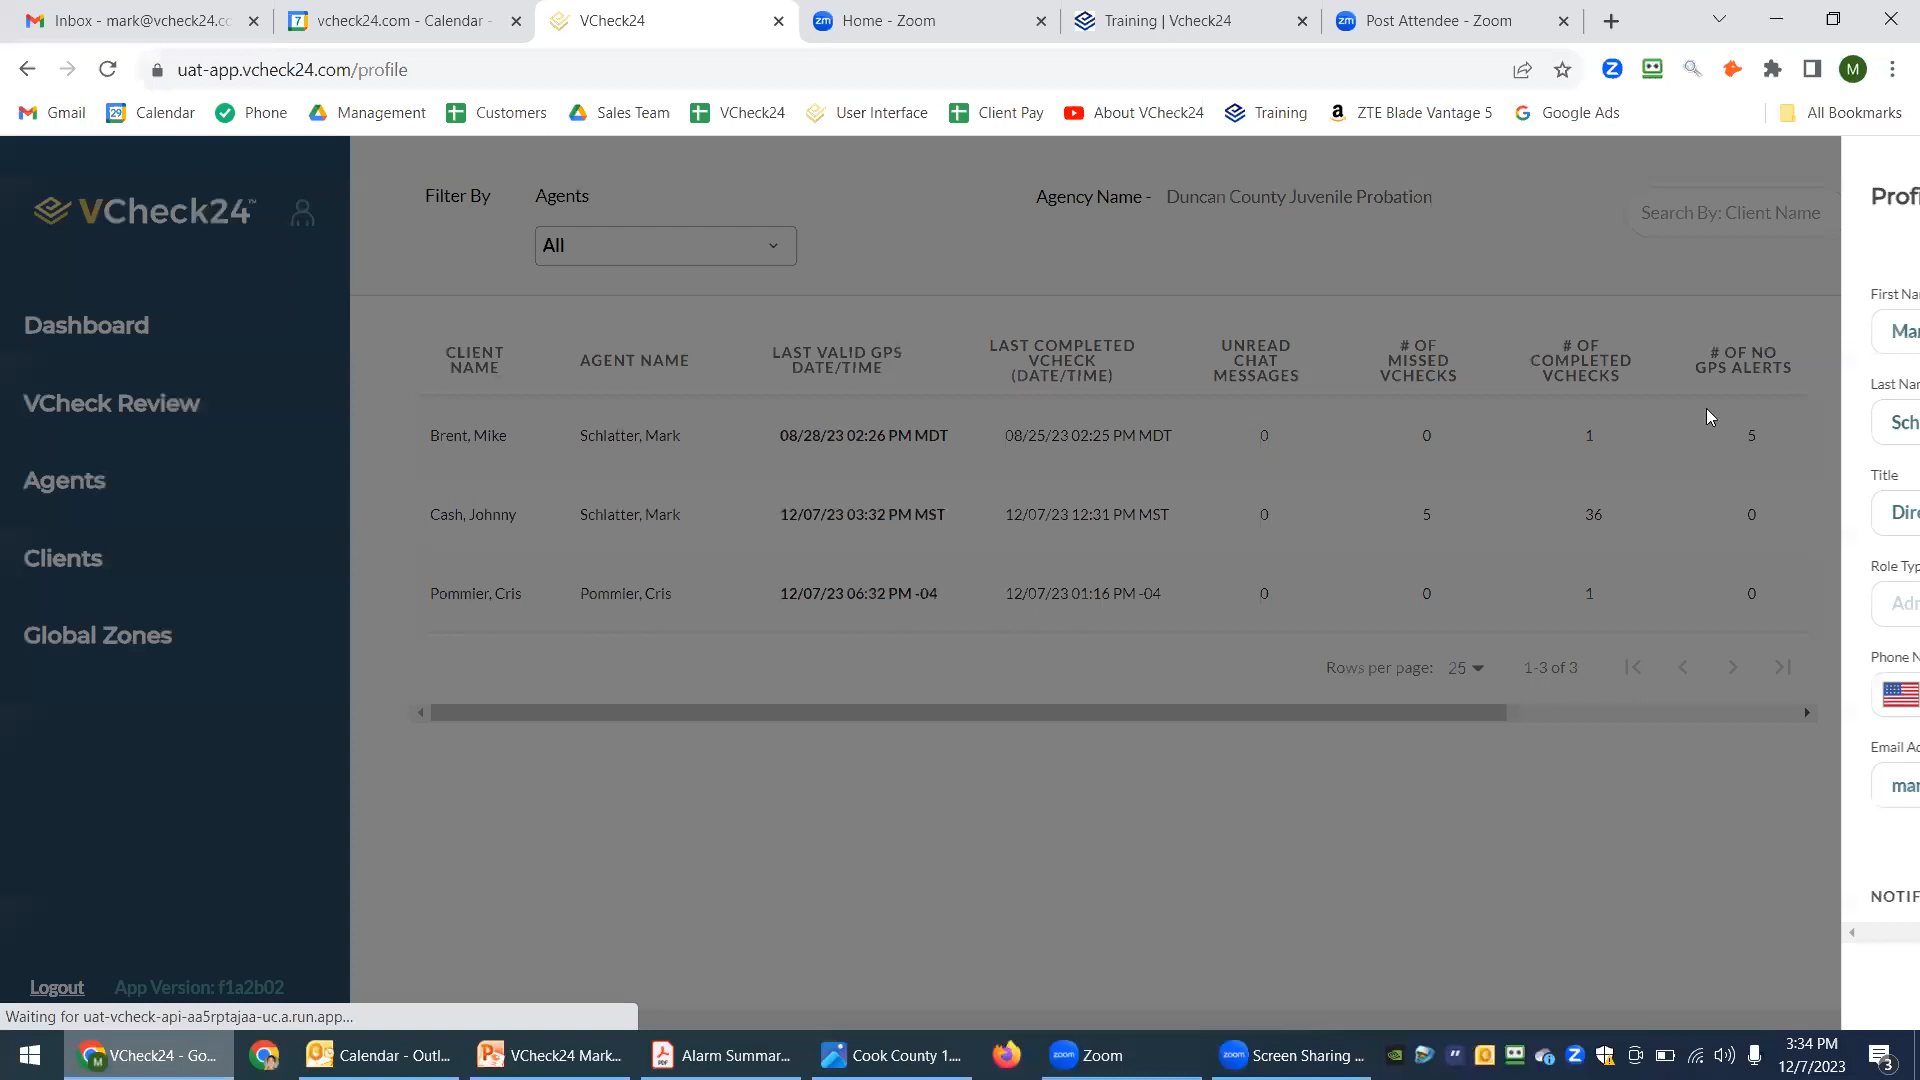 Inbox - mark@vcheck24.cc
vcheck24.com - Calendar -
VCheck24
Home - Zoom
Training | Vcheck24
Post Attendee - Zoom
uat-app.vcheck24.com/profile
M
Gmail
Calendar
Phone
Management
Customers
Sales Team
VCheck24
User Interface
Client Pay
About VCheck24
Training
ZTE Blade Vantage 5
Google Ads
All Bookmarks
VCheck24™
Dashboard
VCheck Review
Agents
Clients
Global Zones
Logout
App Version: f1a2b02
Filter By
Agents
All
Agency Name - Duncan County Juvenile Probation
Search By: Client Name
CLIENT NAME
AGENT NAME
LAST VALID GPS DATE/TIME
LAST COMPLETED VCHECK (DATE/TIME)
UNREAD CHAT MESSAGES
# OF MISSED VCHECKS
# OF COMPLETED VCHECKS
# OF NO GPS ALERTS
Brent, Mike Schlatter, Mark 08/28/23 02:26 PM MDT 08/25/23 02:25 PM MDT 0 0 1 5
Cash, Johnny Schlatter, Mark 12/07/23 03:32 PM MST 12/07/23 12:31 PM MST 0 5 36 0
Pommier, Cris Pommier, Cris 12/07/23 06:32 PM -04 12/07/23 01:16 PM -04 0 0 1 0
Rows per page: 25 1-3 of 3
Profi
First Na
Mar
Last Nar
Sch
Title
Dire
Role Typ
Adr
Phone N
Email Ac
mar
NOTIF
Waiting for uat-vcheck-api-aa5rptajaa-uc.a.run.app...
VCheck24 - Go...
Calendar - Outl...
VCheck24 Mark...
Alarm Summar...
Cook County 1....
Zoom
Screen Sharing ...
3:34 PM
12/7/2023
3